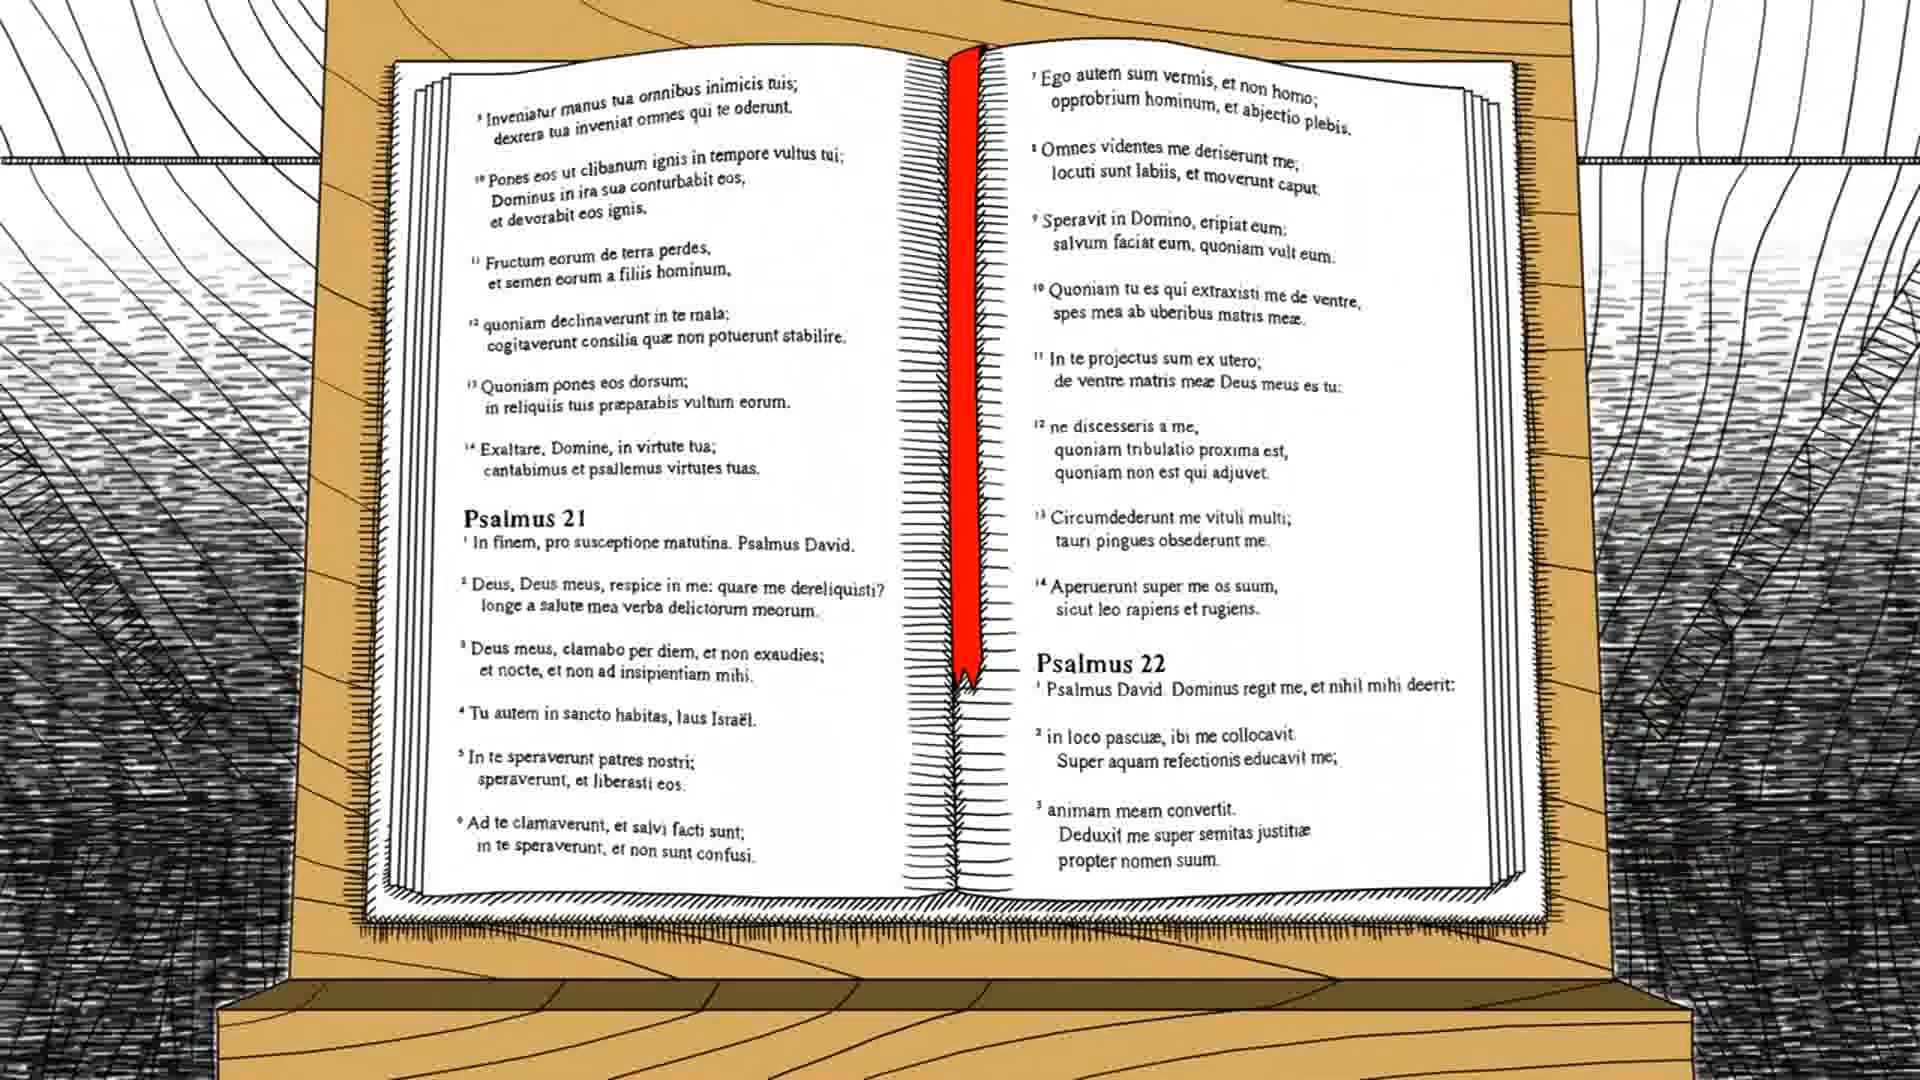 9 Inveniatur manus tua omnibus inimicis tuis;
dextera tua inveniat omnes qui te oderunt.
10 Pones eos ut clibanum ignis in tempore vultus tui;
Dominus in ira sua conturbabit eos,
et devorabit eos ignis.
11 Fructum eorum de terra perdes,
et semen eorum a filiis hominum,
12 quoniam declinaverunt in te mala;
cogitaverunt consilia quæ non potuerunt stabilire.
13 Quoniam pones eos dorsum;
in reliquiis tuis præparabis vultum eorum.
14 Exaltare, Domine, in virtute tua;
cantabimus et psallemus virtutes tuas.
Psalmus 21
1 In finem, pro susceptione matutina. Psalmus David.
2 Deus, Deus meus, respice in me: quare me dereliquisti?
longe a salute mea verba delictorum meorum.
3 Deus meus, clamabo per diem, et non exaudies;
et nocte, et non ad insipientiam mihi.
4 Tu autem in sancto habitas, laus Israël.
5 In te speraverunt patres nostri;
speraverunt, et liberasti eos.
6 Ad te clamaverunt, et salvi facti sunt;
in te speraverunt, et non sunt confusi.
7 Ego autem sum vermis, et non homo;
opprobrium hominum, et abjectio plebis.
8 Omnes videntes me deriserunt me;
locuti sunt labiis, et moverunt caput.
9 Speravit in Domino, eripiat eum:
salvum faciat eum, quoniam vult eum.
10 Quoniam tu es qui extraxisti me de ventre,
spes mea ab uberibus matris meæ.
11 In te projectus sum ex utero;
de ventre matris meæ Deus meus es tu:
12 ne discesseris a me,
quoniam tribulatio proxima est,
quoniam non est qui adjuvet.
13 Circumdederunt me vituli multi;
tauri pingues obsederunt me.
14 Aperuerunt super me os suum,
sicut leo rapiens et rugiens.
Psalmus 22
1 Psalmus David. Dominus regit me, et nihil mihi deerit:
2 in loco pascuæ, ibi me collocavit.
Super aquam refectionis educavit me;
3 animam meam convertit.
Deduxit me super semitas justitiæ
propter nomen suum.